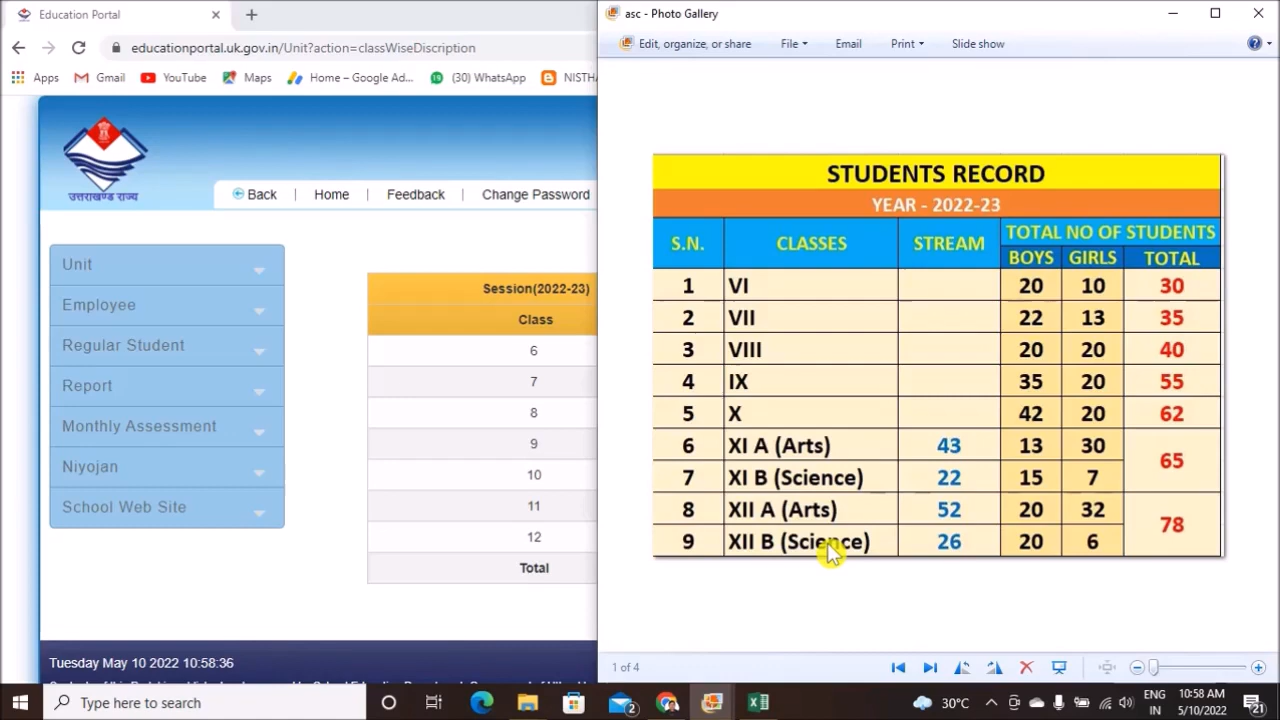 Education Portal
educationportal.uk.gov.in/Unit?action=classWiseDiscription
Apps Gmail YouTube Maps Home – Google Ad... (30) WhatsApp NISTHA
उत्तराखण्ड राज्य
Back | Home | Feedback | Change Password
Unit
Employee
Regular Student
Report
Monthly Assessment
Niyojan
School Web Site
Session(2022-23)
Class
6
7
8
9
10
11
12
Total
Tuesday May 10 2022 10:58:36
asc - Photo Gallery
Edit, organize, or share File Email Print Slide show
STUDENTS RECORD
YEAR - 2022-23
S.N. CLASSES STREAM TOTAL NO OF STUDENTS
BOYS GIRLS TOTAL
1 VI 20 10 30
2 VII 22 13 35
3 VIII 20 20 40
4 IX 35 20 55
5 X 42 20 62
6 XI A (Arts) 43 13 30 65
7 XI B (Science) 22 15 7
8 XII A (Arts) 52 20 32 78
9 XII B (Science) 26 20 6
1 of 4
Type here to search
2
30°C
ENG
IN
10:58 AM
5/10/2022
21